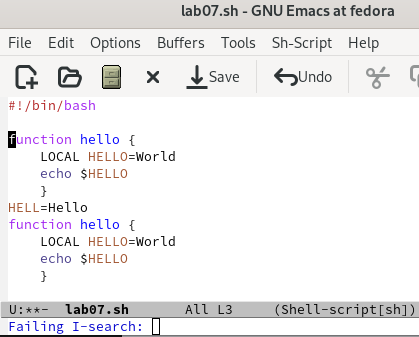 lab07.sh - GNU Emacs at fedora
File Edit Options Buffers Tools Sh-Script Help
Save Undo
#!/bin/bash
function hello {
    LOCAL HELLO=World
    echo $HELLO
    }
HELL=Hello
function hello {
    LOCAL HELLO=World
    echo $HELLO
    }
U:**-  lab07.sh       All L3     (Shell-script[sh])
Failing I-search: